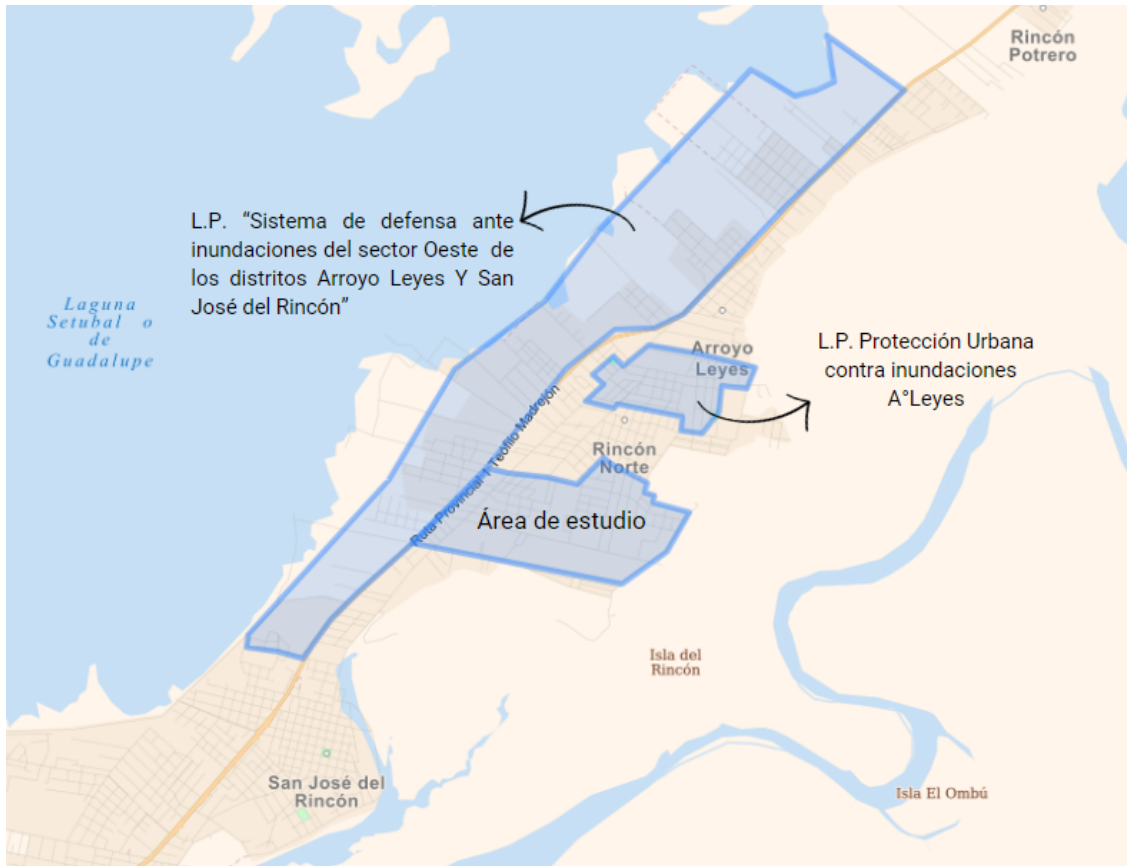 Rincón
Potrero
L.P. “Sistema de defensa ante
inundaciones del sector Oeste de
los distritos Arroyo Leyes Y San
José del Rincón”
Laguna
Setubal o
de
Guadalupe
Arroyo
Leyes
L.P. Protección Urbana
contra inundaciones
A°Leyes
Rincón
Norte
Ruta Provincial 1 Teófilo Madrejón
Área de estudio
Isla del
Rincón
San José del
Rincón
Isla El Ombú